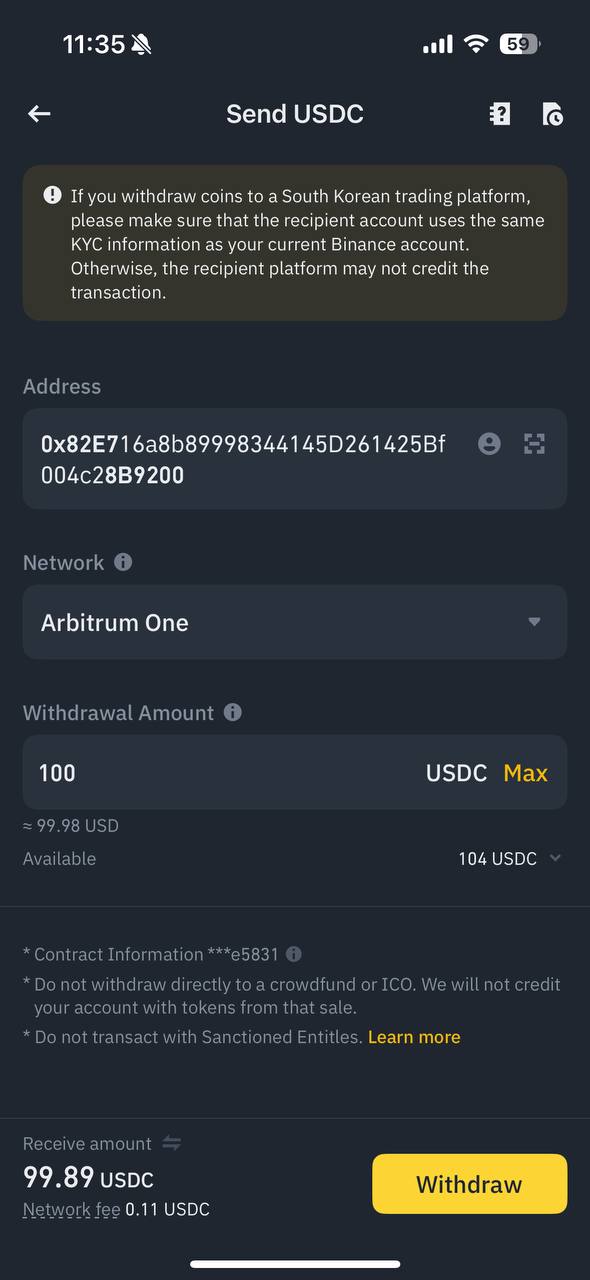 11:35
59
Send USDC
If you withdraw coins to a South Korean trading platform,
please make sure that the recipient account uses the same
KYC information as your current Binance account.
Otherwise, the recipient platform may not credit the
transaction.
Address
0x82E716a8b89998344145D261425Bf
004c28B9200
Network
Arbitrum One
Withdrawal Amount
100 USDC Max
≈ 99.98 USD
Available 104 USDC
* Contract Information ***e5831
* Do not withdraw directly to a crowdfund or ICO. We will not credit
your account with tokens from that sale.
* Do not transact with Sanctioned Entitles. Learn more
Receive amount
99.89 USDC
Network fee 0.11 USDC
Withdraw